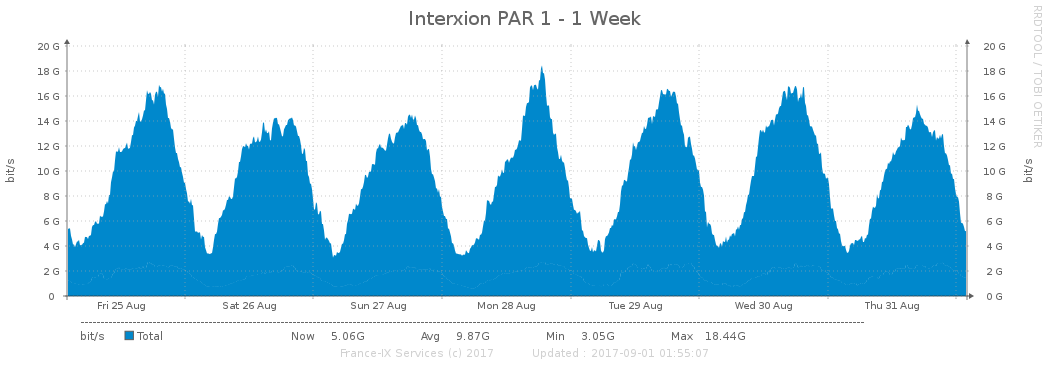 Interxion PAR 1 - 1 Week
RRDTOOL / TOBI OETIKER
20 G 20 G
18 G 18 G
16 G 16 G
14 G 14 G
12 G 12 G
10 G 10 G
8 G 8 G
6 G 6 G
4 G 4 G
2 G 2 G
0 0 G
bit/s
bit/s
Fri 25 Aug Sat 26 Aug Sun 27 Aug Mon 28 Aug Tue 29 Aug Wed 30 Aug Thu 31 Aug
bit/s Total Now 5.06G Avg 9.87G Min 3.05G Max 18.44G
France-IX Services (c) 2017 Updated : 2017-09-01 01:55:07